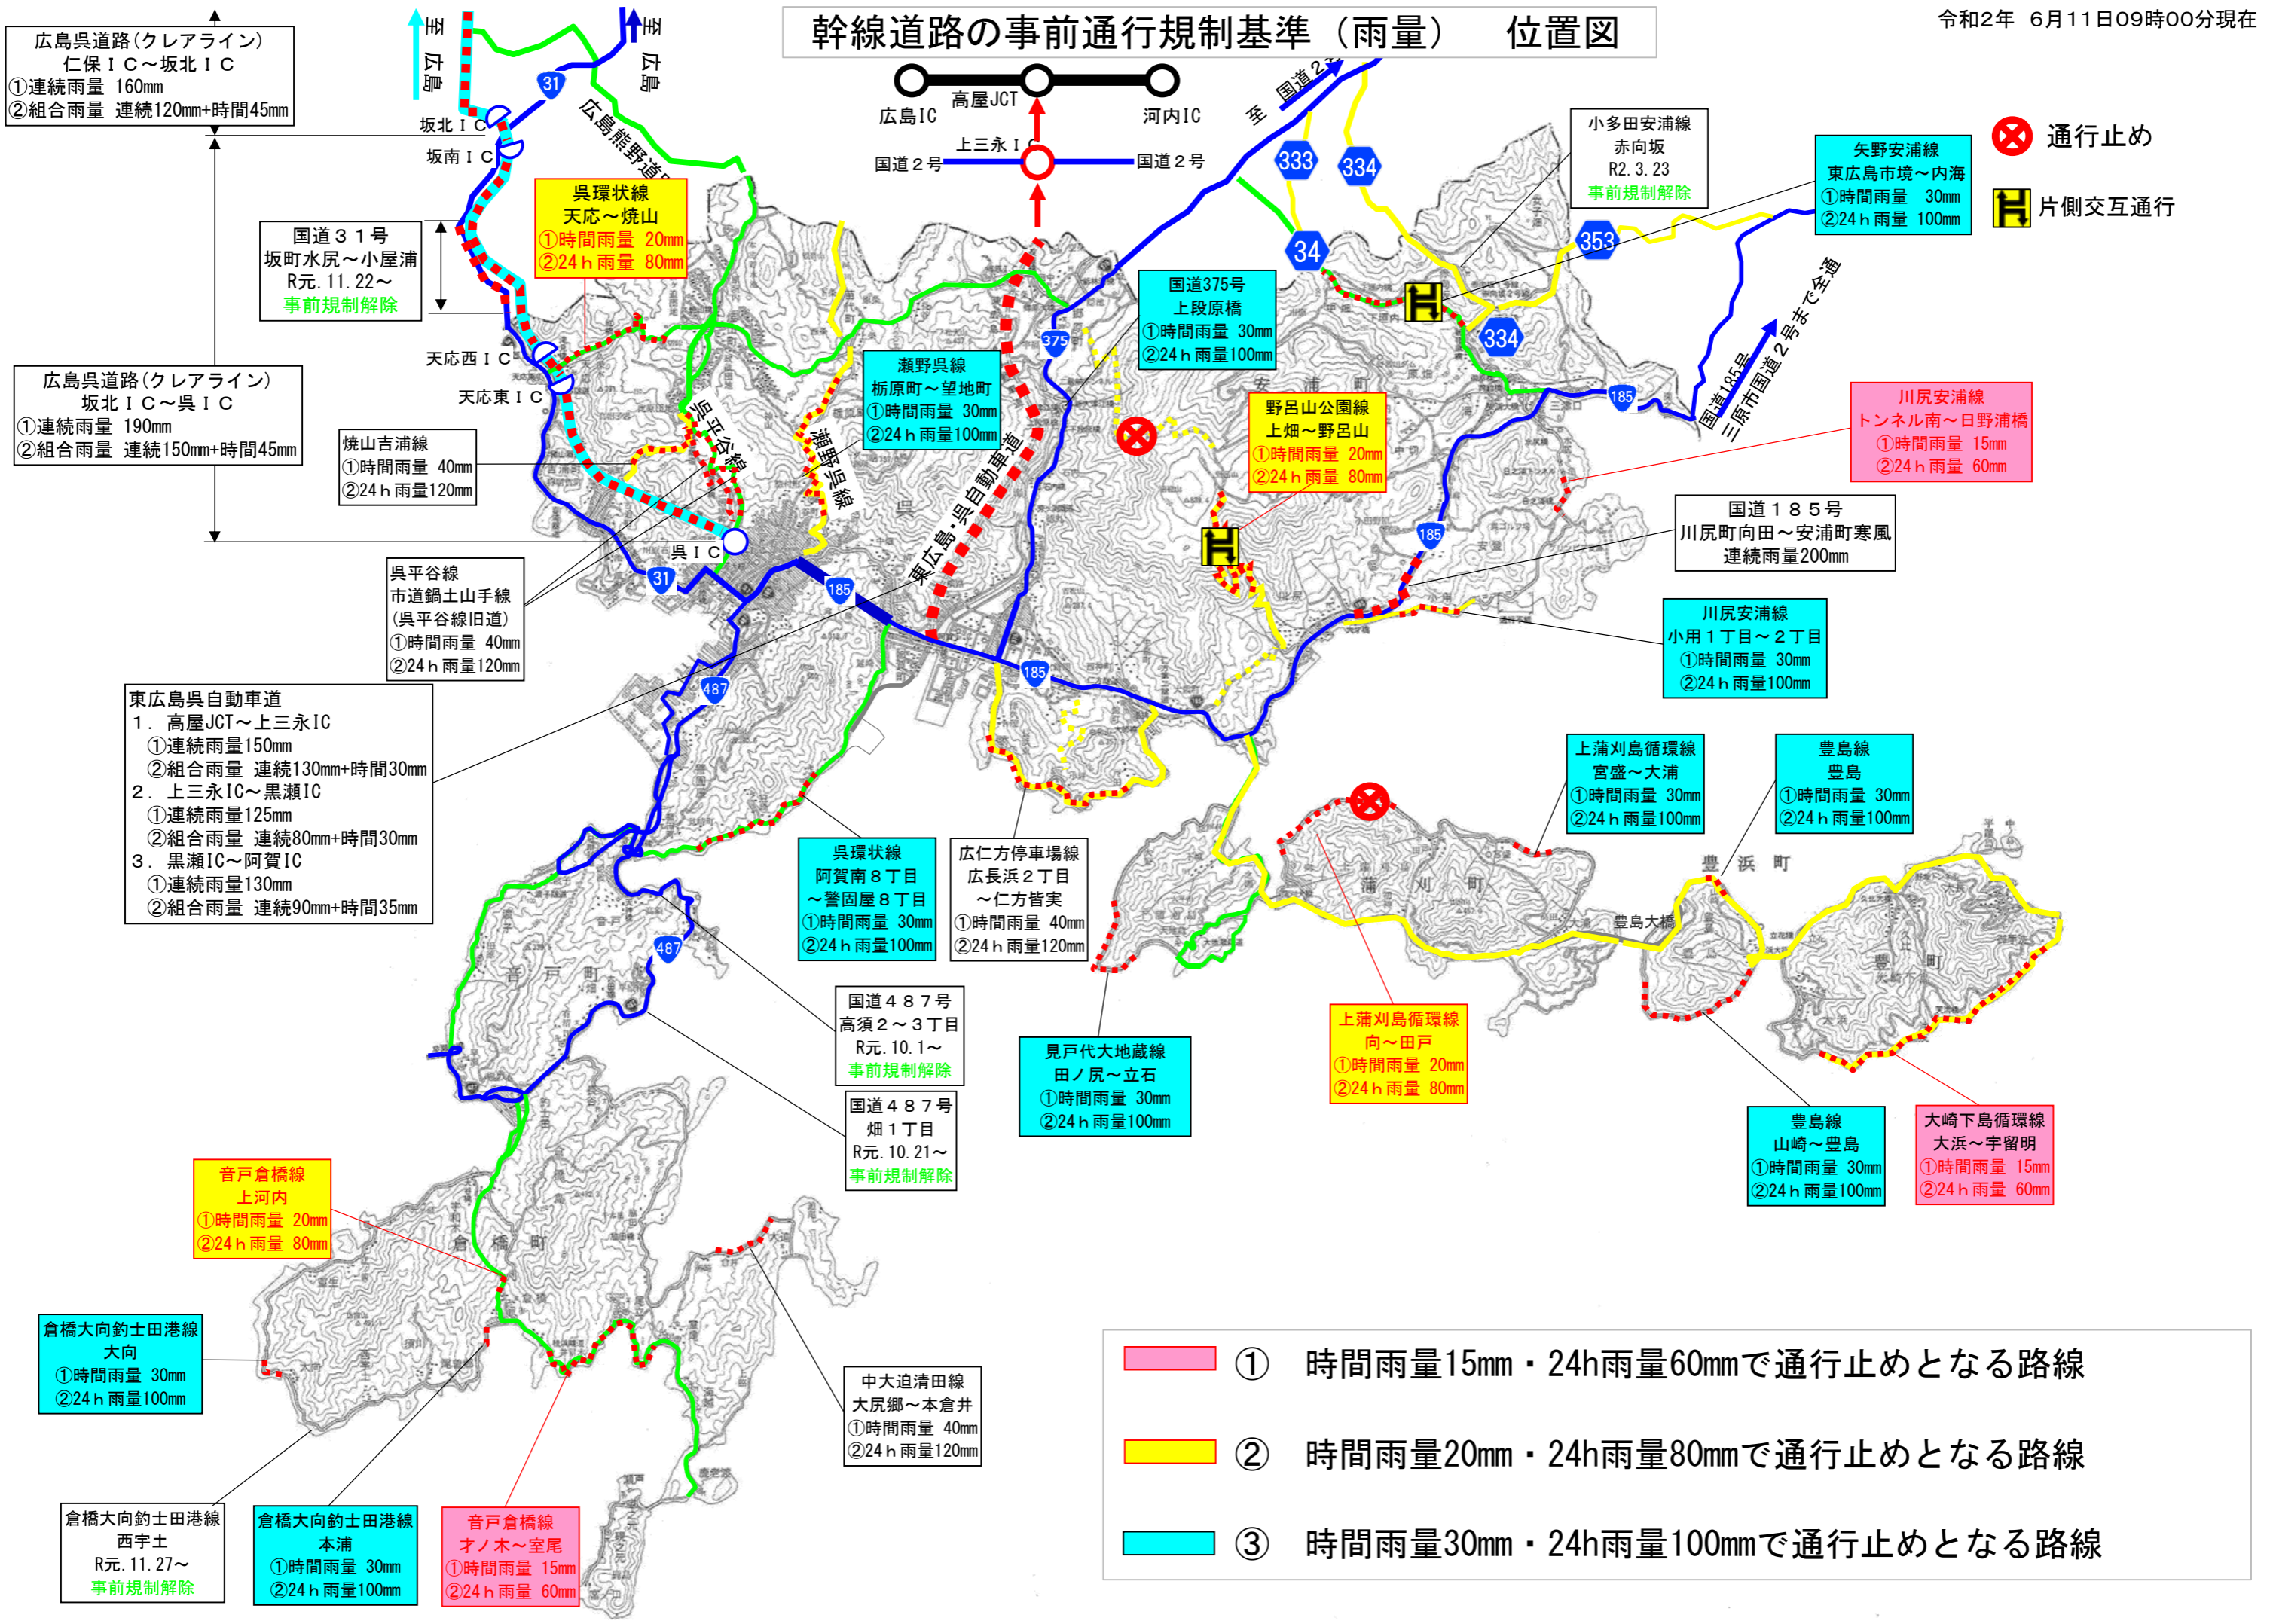 幹線道路の事前通行規制基準（雨量）　位置図
令和2年 6月11日09時00分現在
広島呉道路(クレアライン)
仁保ＩＣ～坂北ＩＣ
①連続雨量 160mm
②組合雨量 連続120mm+時間45mm
至 広島
至 広島
31
坂北ＩＣ
坂南ＩＣ
広島IC
高屋JCT
河内IC
上三永ＩＣ
国道２号
国道２号
333
334
34
353
334
小多田安浦線
赤向坂
R2.3.23
事前規制解除
矢野安浦線
東広島市境～内海
①時間雨量 30mm
②24ｈ雨量 100mm
通行止め
片側交互通行
国道３１号
坂町水尻～小屋浦
R元.11.22～
事前規制解除
呉環状線
天応～焼山
①時間雨量 20mm
②24ｈ雨量 80mm
国道375号
上段原橋
①時間雨量 30mm
②24ｈ雨量100mm
375
天応西ＩＣ
天応東ＩＣ
広島呉道路(クレアライン)
坂北ＩＣ～呉ＩＣ
①連続雨量 190mm
②組合雨量 連続150mm+時間45mm
瀬野呉線
栃原町～望地町
①時間雨量 30mm
②24ｈ雨量100mm
安 浦 町
野呂山公園線
上畑～野呂山
①時間雨量 20mm
②24ｈ雨量 80mm
185
国道185号
三原市国道２号まで全通
川尻安浦線
トンネル南～日野浦橋
①時間雨量 15mm
②24ｈ雨量 60mm
焼山吉浦線
①時間雨量 40mm
②24ｈ雨量120mm
呉平谷線
瀬野呉線
東広島・呉自動車道
呉
国道１８５号
川尻町向田～安浦町寒風
連続雨量200mm
185
呉ＩＣ
31
185
呉平谷線
市道鍋土山手線
(呉平谷線旧道)
①時間雨量 40mm
②24ｈ雨量120mm
川尻安浦線
小用１丁目～２丁目
①時間雨量 30mm
②24ｈ雨量100mm
185
487
東広島呉自動車道
1. 高屋JCT～上三永IC
①連続雨量150mm
②組合雨量 連続130mm+時間30mm
2. 上三永IC～黒瀬IC
①連続雨量125mm
②組合雨量 連続80mm+時間30mm
3. 黒瀬IC～阿賀IC
①連続雨量130mm
②組合雨量 連続90mm+時間35mm
上蒲刈島循環線
宮盛～大浦
①時間雨量 30mm
②24ｈ雨量100mm
豊島線
豊島
①時間雨量 30mm
②24ｈ雨量100mm
呉環状線
阿賀南８丁目
～警固屋８丁目
①時間雨量 30mm
②24ｈ雨量100mm
広仁方停車場線
広長浜２丁目
～仁方皆実
①時間雨量 40mm
②24ｈ雨量120mm
蒲 刈 町
豊 浜 町
豊島大橋
豊 町
音 戸 町
487
国道４８７号
高須２～３丁目
R元.10.1～
事前規制解除
見戸代大地蔵線
田ノ尻～立石
①時間雨量 30mm
②24ｈ雨量100mm
上蒲刈島循環線
向～田戸
①時間雨量 20mm
②24ｈ雨量 80mm
国道４８７号
畑１丁目
R元.10.21～
事前規制解除
豊島線
山崎～豊島
①時間雨量 30mm
②24ｈ雨量100mm
大崎下島循環線
大浜～宇留明
①時間雨量 15mm
②24ｈ雨量 60mm
音戸倉橋線
上河内
①時間雨量 20mm
②24ｈ雨量 80mm
倉 橋 町
倉橋大向釣士田港線
大向
①時間雨量 30mm
②24ｈ雨量100mm
中大迫清田線
大尻郷～本倉井
①時間雨量 40mm
②24ｈ雨量120mm
倉橋大向釣士田港線
西宇土
R元.11.27～
事前規制解除
倉橋大向釣士田港線
本浦
①時間雨量 30mm
②24ｈ雨量100mm
音戸倉橋線
才ノ木～室尾
①時間雨量 15mm
②24ｈ雨量 60mm
①　時間雨量15mm・24h雨量60mmで通行止めとなる路線
②　時間雨量20mm・24h雨量80mmで通行止めとなる路線
③　時間雨量30mm・24h雨量100mmで通行止めとなる路線